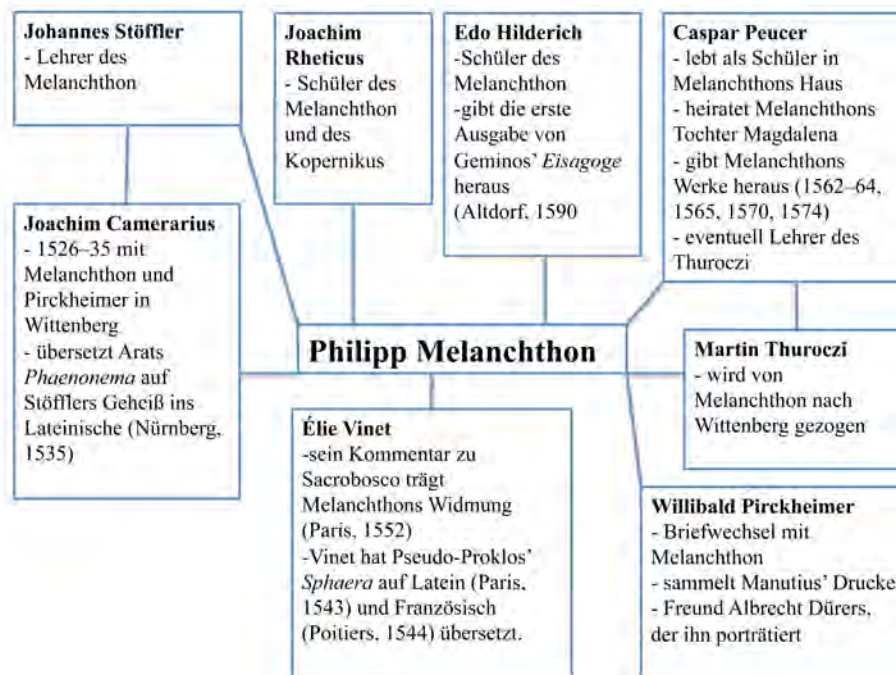 Johannes Stöffler
- Lehrer des
Melanchthon
Joachim
Rheticus
- Schüler des
Melanchthon
und des
Kopernikus
Edo Hilderich
-Schüler des
Melanchthon
-gibt die erste
Ausgabe von
Geminos’ Eisagoge
heraus
(Altdorf, 1590
Caspar Peucer
- lebt als Schüler in
Melanchthons Haus
- heiratet Melanchthons
Tochter Magdalena
- gibt Melanchthons
Werke heraus (1562–64,
1565, 1570, 1574)
- eventuell Lehrer des
Thuroczi
Joachim Camerarius
- 1526–35 mit
Melanchthon und
Pirckheimer in
Wittenberg
- übersetzt Arats
Phaenonema auf
Stöfflers Geheiß ins
Lateinische (Nürnberg,
1535)
Philipp Melanchthon
Martin Thuroczi
- wird von
Melanchthon nach
Wittenberg gezogen
Élie Vinet
-sein Kommentar zu
Sacrobosco trägt
Melanchthons Widmung
(Paris, 1552)
-Vinet hat Pseudo-Proklos’
Sphaera auf Latein (Paris,
1543) und Französisch
(Poitiers, 1544) übersetzt.
Willibald Pirckheimer
- Briefwechsel mit
Melanchthon
- sammelt Manutius’ Drucke
- Freund Albrecht Dürers,
der ihn porträtiert